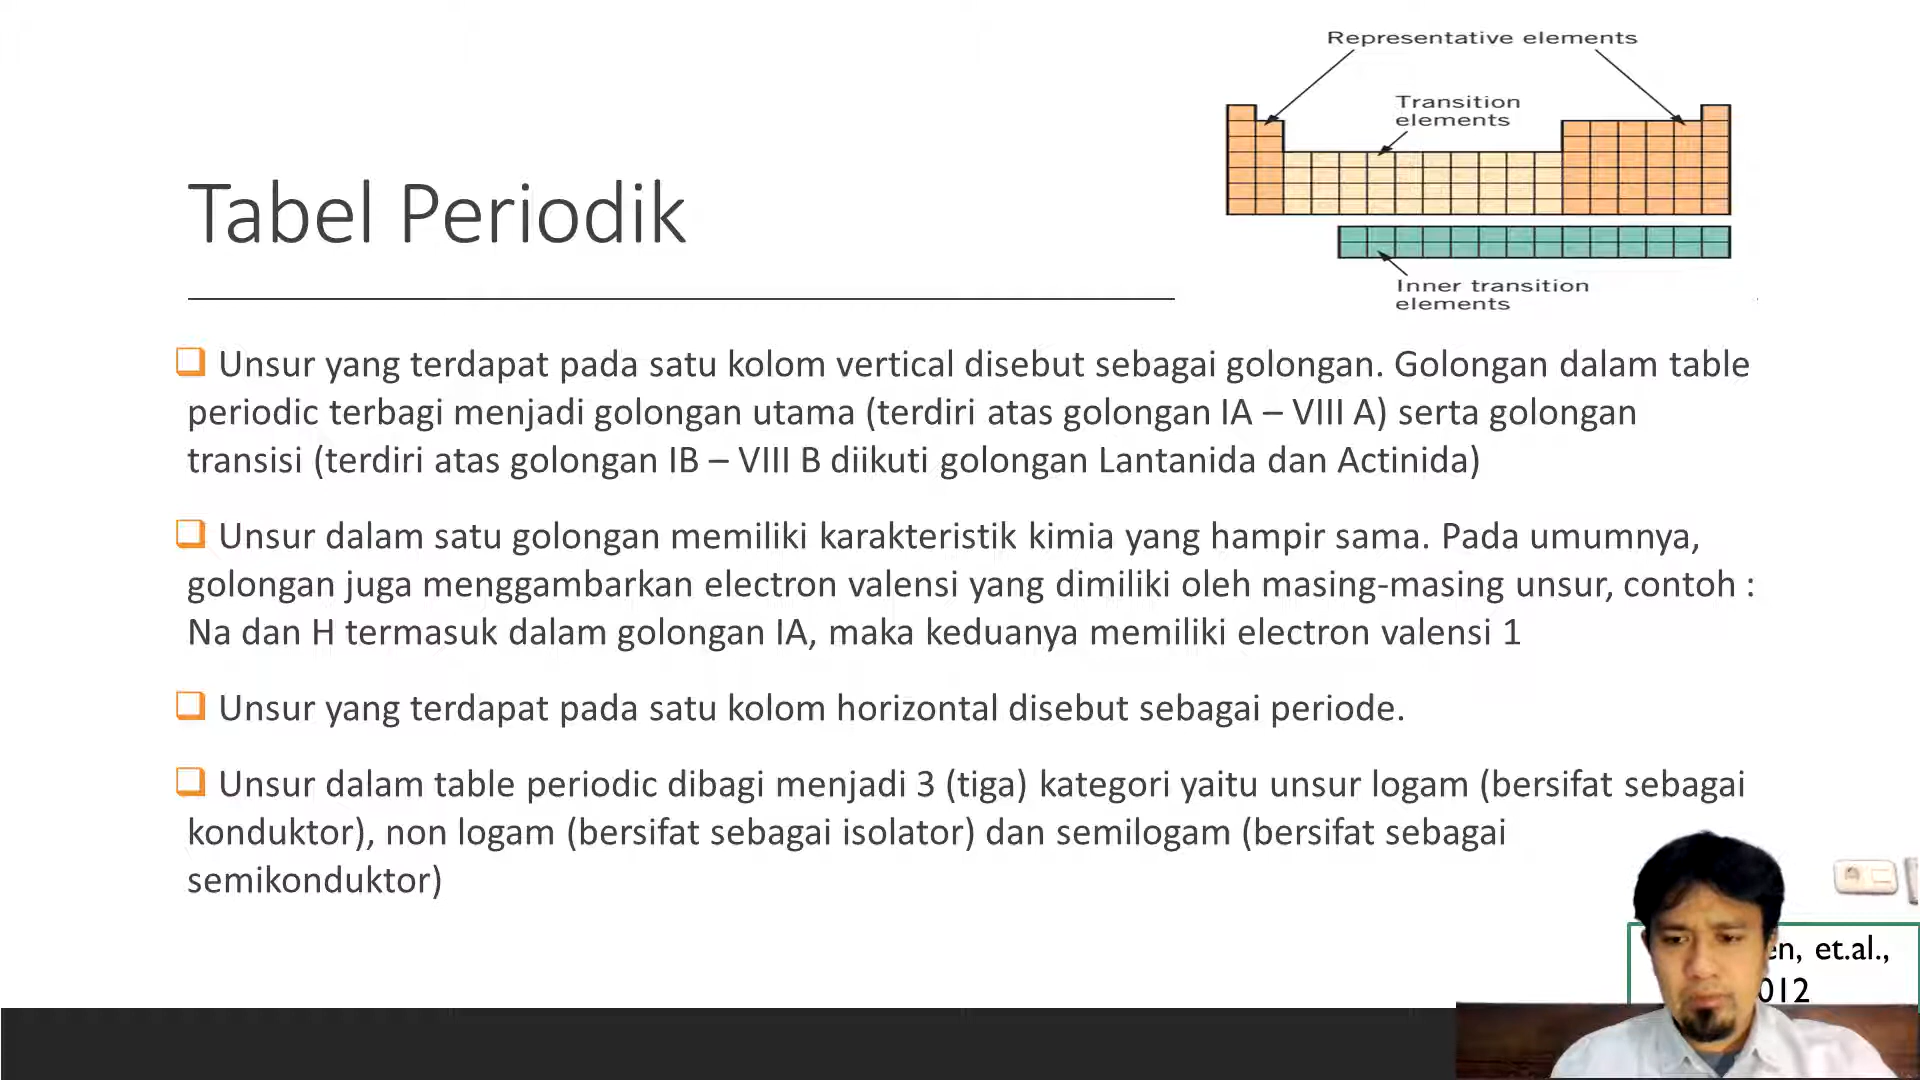 Representative elements
Transition
elements
Tabel Periodik
Inner transition
elements
Unsur yang terdapat pada satu kolom vertical disebut sebagai golongan. Golongan dalam table
periodic terbagi menjadi golongan utama (terdiri atas golongan IA – VIII A) serta golongan
transisi (terdiri atas golongan IB – VIII B diikuti golongan Lantanida dan Actinida)
Unsur dalam satu golongan memiliki karakteristik kimia yang hampir sama. Pada umumnya,
golongan juga menggambarkan electron valensi yang dimiliki oleh masing-masing unsur, contoh :
Na dan H termasuk dalam golongan IA, maka keduanya memiliki electron valensi 1
Unsur yang terdapat pada satu kolom horizontal disebut sebagai periode.
Unsur dalam table periodic dibagi menjadi 3 (tiga) kategori yaitu unsur logam (bersifat sebagai
konduktor), non logam (bersifat sebagai isolator) dan semilogam (bersifat sebagai
semikonduktor)
et.al.,